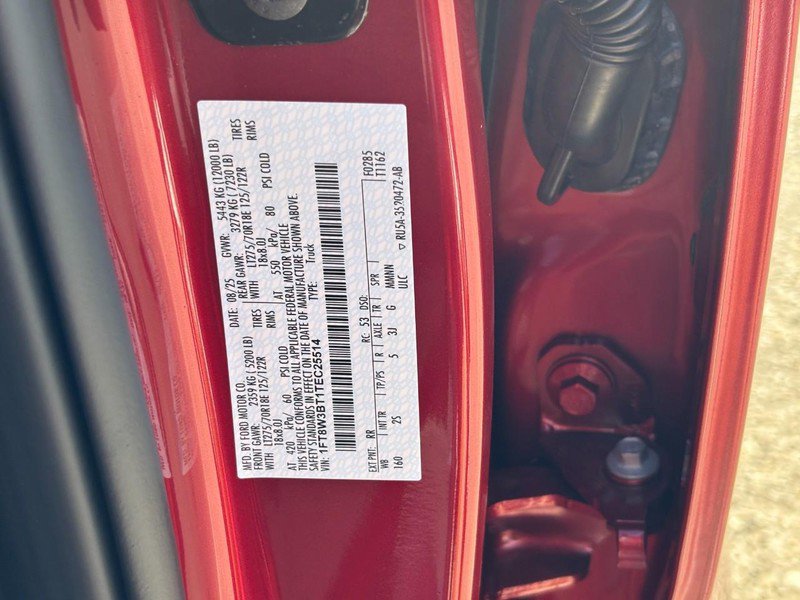 MFD. BY FORD MOTOR CO.
DATE: 08/25 GVWR: 5443 KG (12000 LB)
FRONT GAWR: 2359 KG (5200 LB) REAR GAWR: 3279 KG (7230 LB)
WITH LT275/70R18E 125/122R TIRES WITH LT275/70R18E 125/122R TIRES
18x8.0J RIMS 18x8.0J RIMS
AT 420 kPa/ 60 PSI COLD AT 550 kPa/ 80 PSI COLD
THIS VEHICLE CONFORMS TO ALL APPLICABLE FEDERAL MOTOR VEHICLE
SAFETY STANDARDS IN EFFECT ON THE DATE OF MANUFACTURE SHOWN ABOVE.
VIN: 1FT8W3BT1TEC25514 TYPE: Truck
EXT PNT: RR RC: 53 DSO: F0285
WB INT TR TP/PS R AXLE TR SPR T1162
160 2S 5 3J G MAMNN
ULC ▽ RU5A-3520472-AB